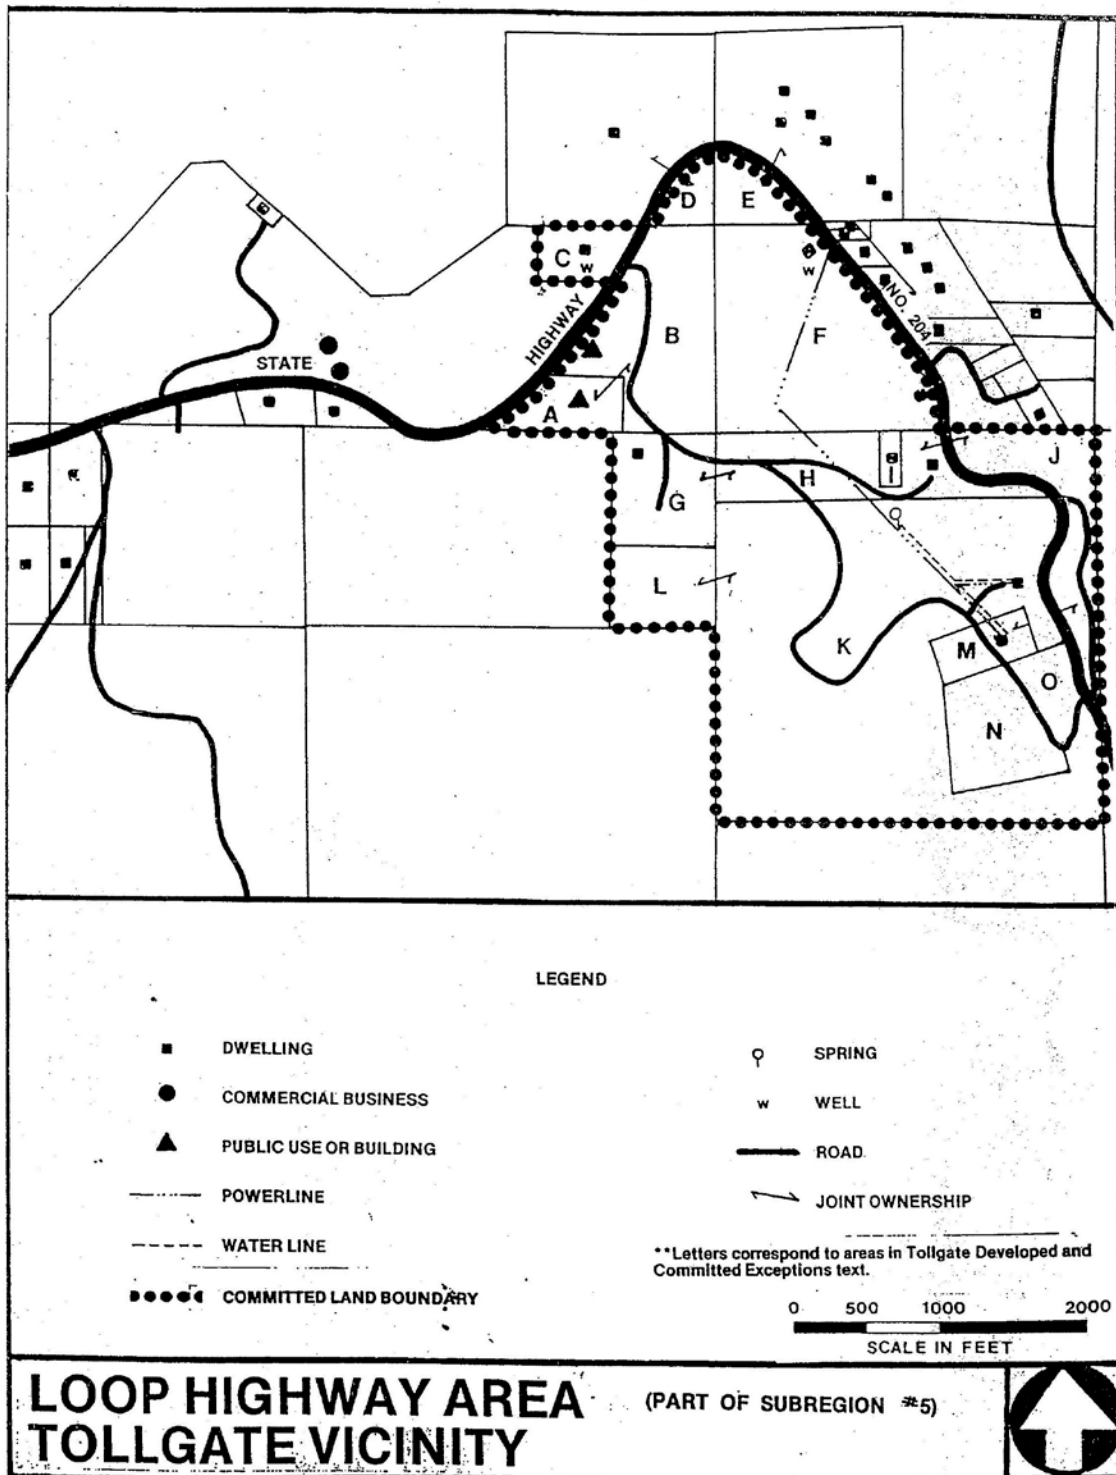 D
E
C
W
W
HIGHWAY
NO. 204
B
F
STATE
A
J
H
I
G
L
K
M
O
N
LEGEND
DWELLING
SPRING
COMMERCIAL BUSINESS
W WELL
PUBLIC USE OR BUILDING
ROAD
POWERLINE
JOINT OWNERSHIP
WATER LINE
**Letters correspond to areas in Tollgate Developed and
Committed Exceptions text.
COMMITTED LAND BOUNDARY
0 500 1000 2000
SCALE IN FEET
LOOP HIGHWAY AREA (PART OF SUBREGION #5)
TOLLGATE VICINITY